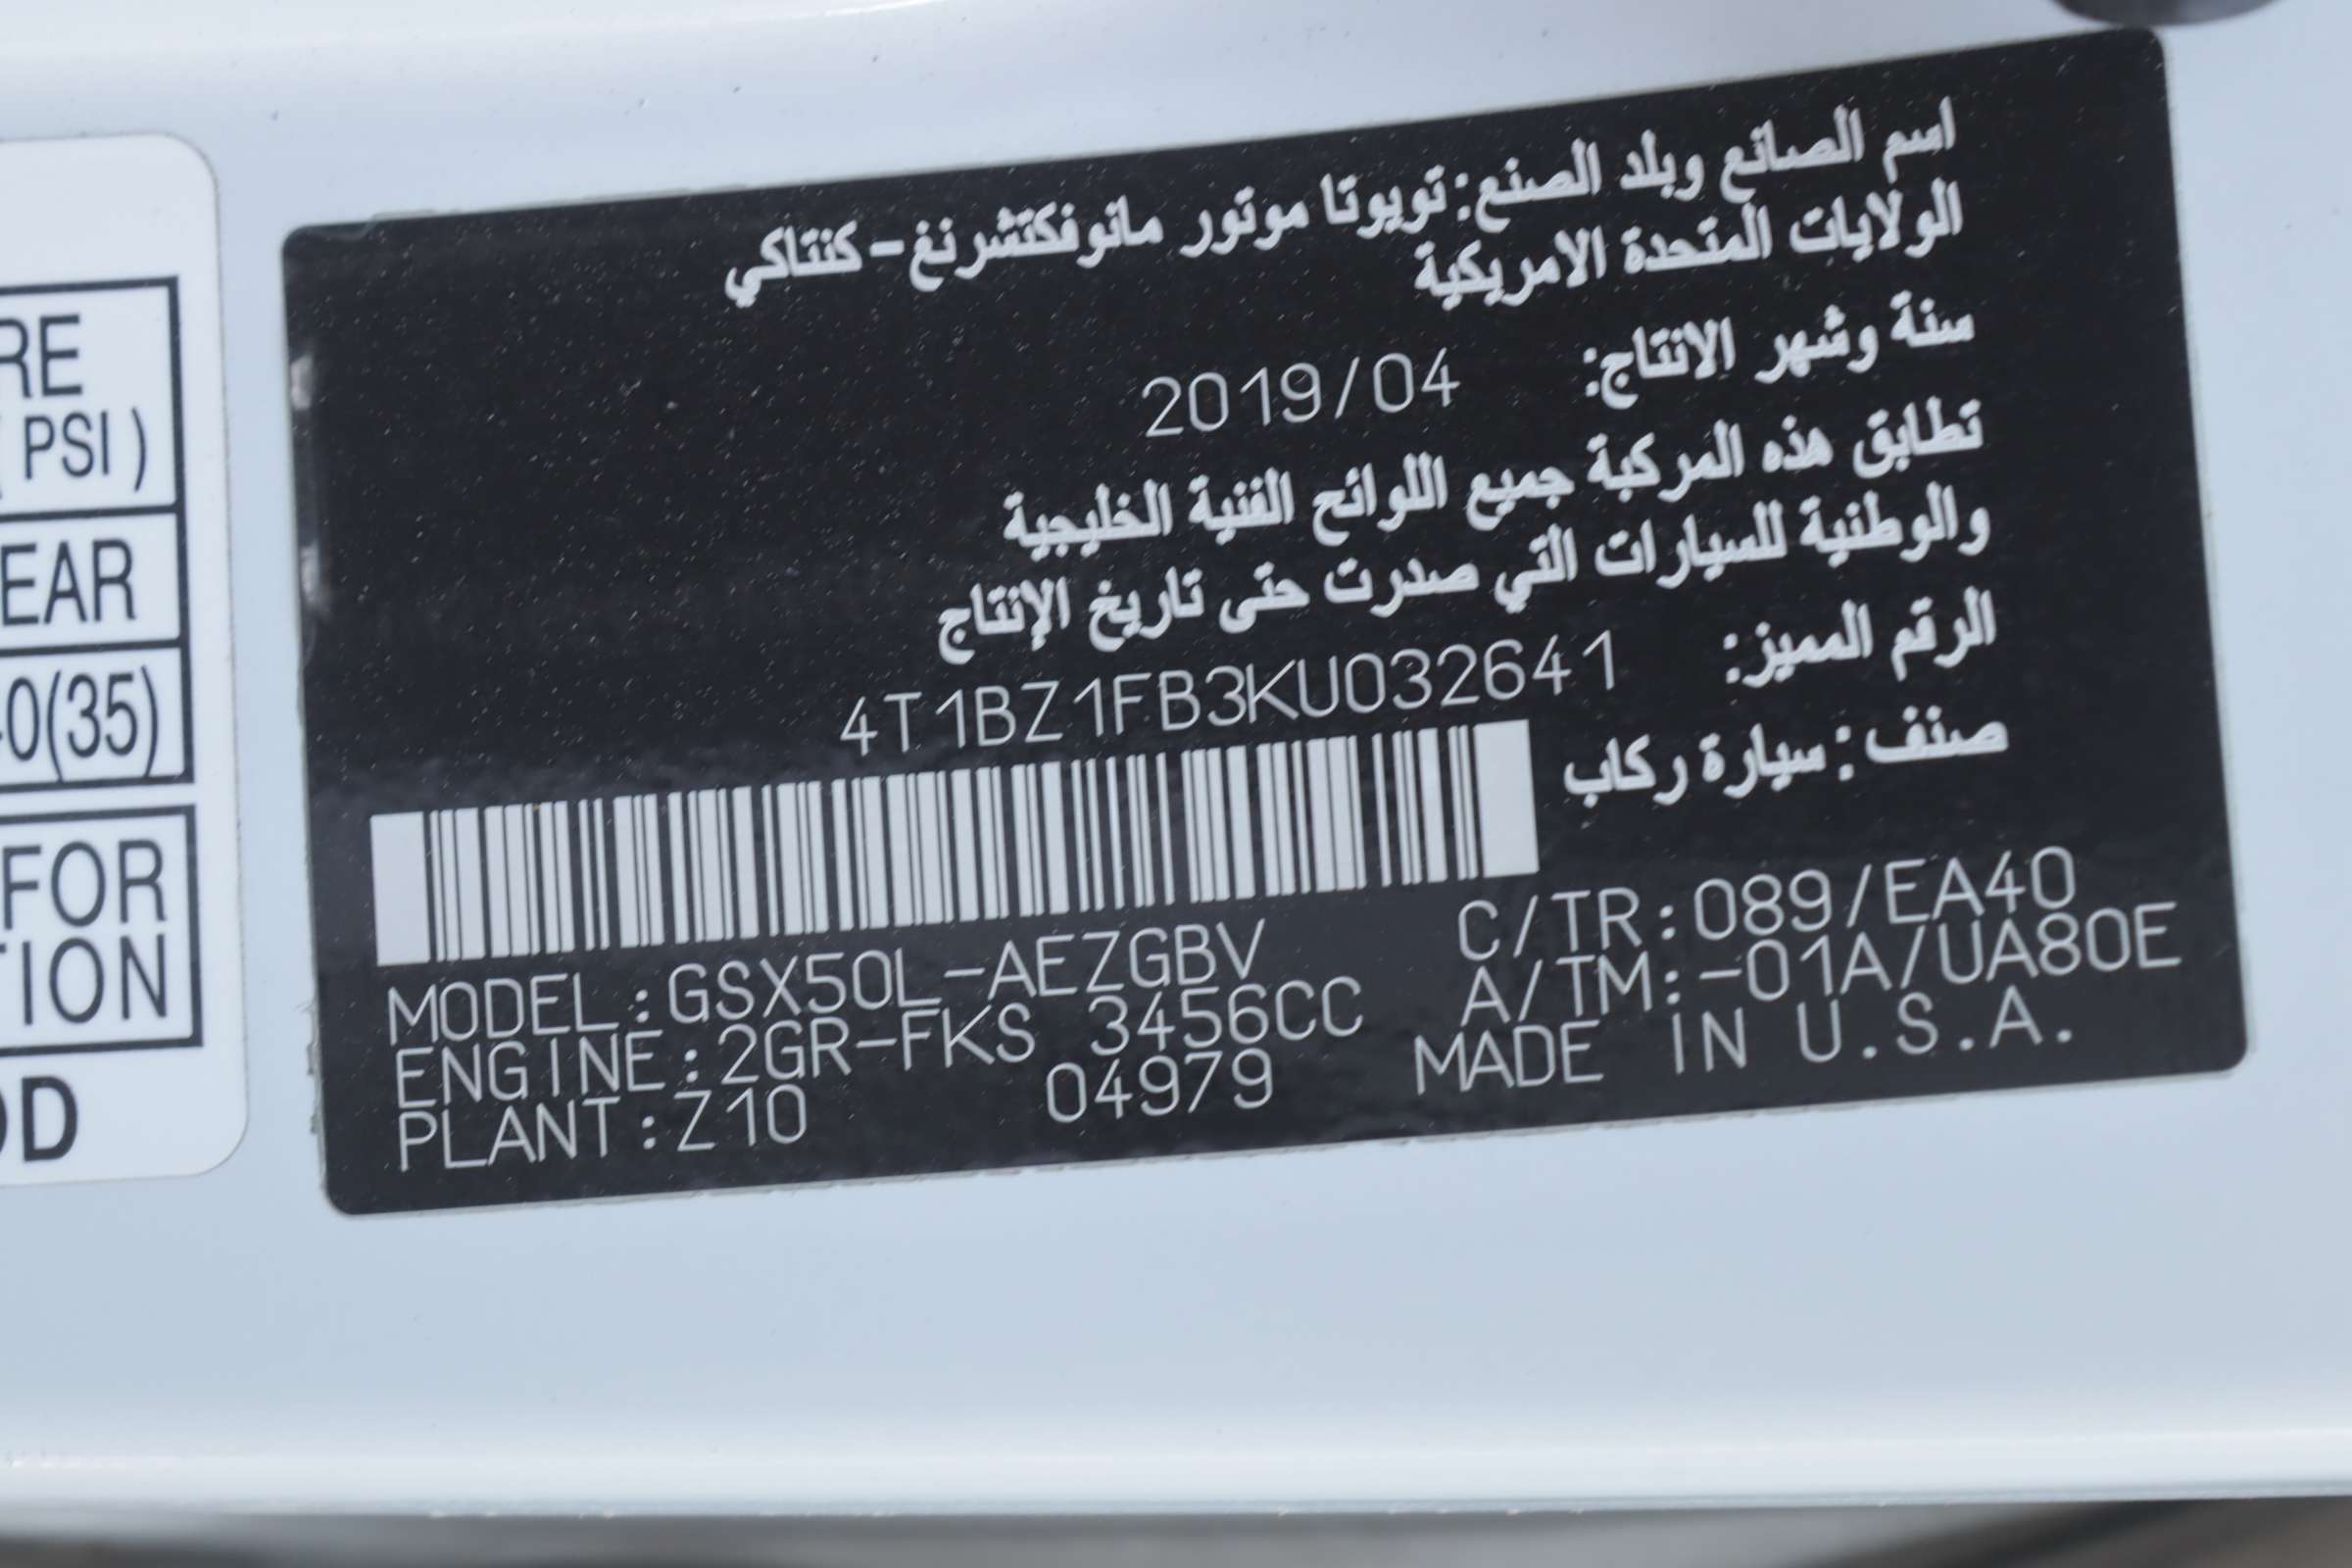 اسم الصانع وبلد الصنع: تويوتا موتور مانوفكتشرنغ - كنتاكي
الولايات المتحدة الامريكية
سنة وشهر الانتاج: 2019/04
تطابق هذه المركبة جميع اللوائح الفنية الخليجية
والوطنية للسيارات التي صدرت حتى تاريخ الإنتاج
الرقم المميز: 4T1BZ1FB3KU032641
صنف: سيارة ركاب
MODEL:GSX50L-AEZGBV C/TR:089/EA40
ENGINE:2GR-FKS 3456CC A/TM:-01A/UA80E
PLANT:Z10 04979 MADE IN U.S.A.
RE
(PSI)
EAR
0(35)
FOR
TION
OD